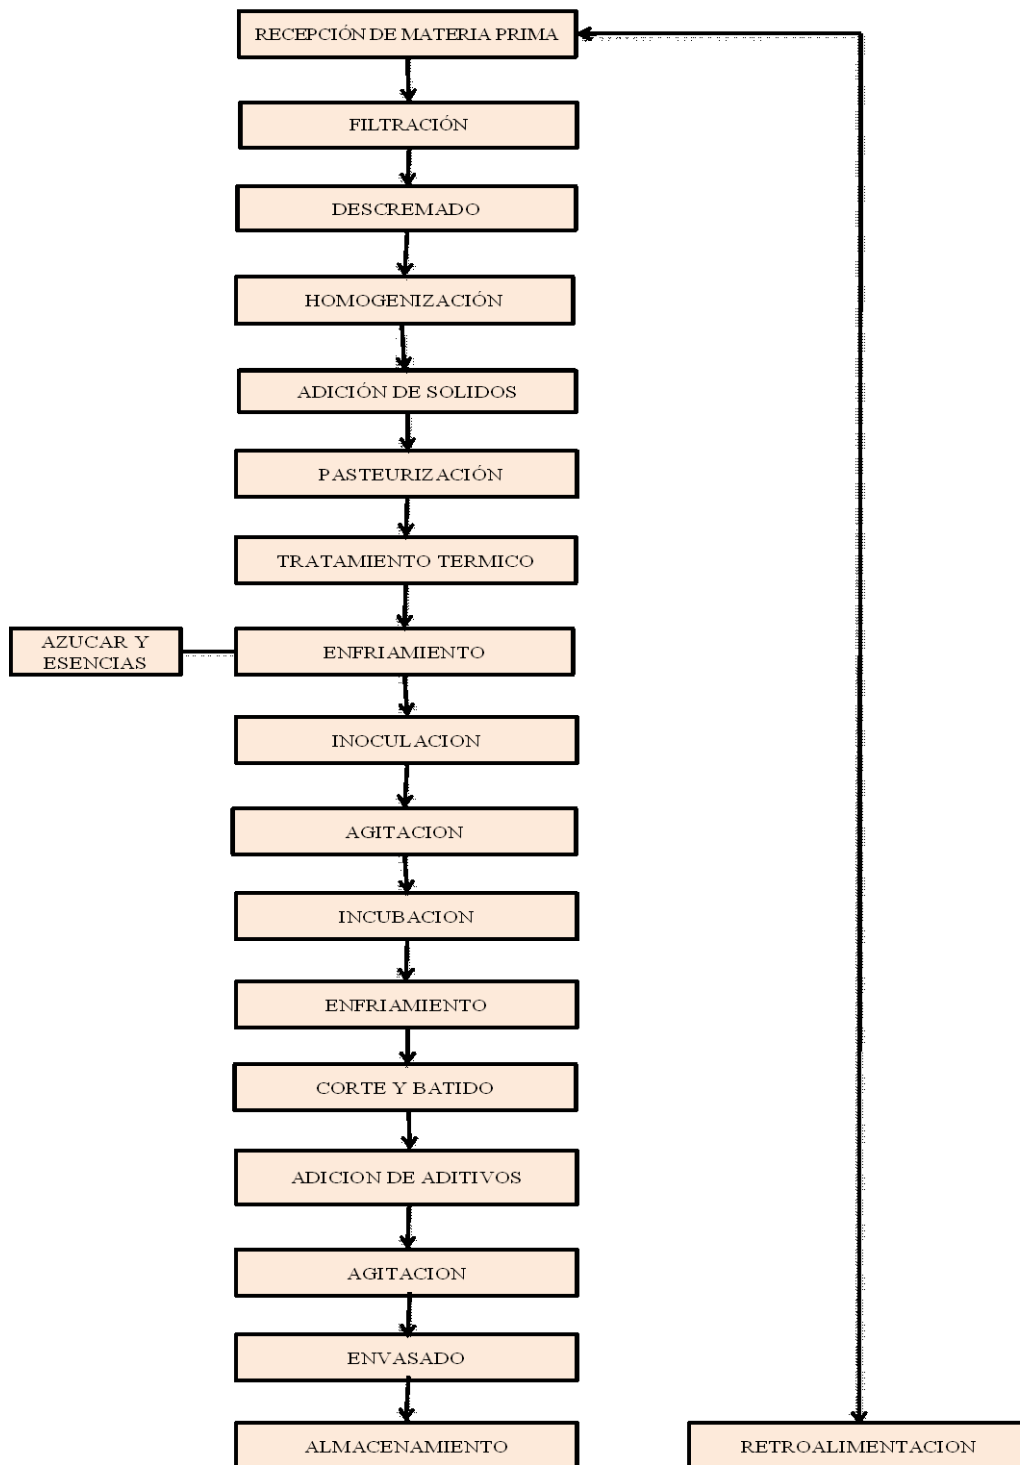 RECEPCIÓN DE MATERIA PRIMA
FILTRACIÓN
DESCREMADO
HOMOGENIZACIÓN
ADICIÓN DE SOLIDOS
PASTEURIZACIÓN
TRATAMIENTO TERMICO
AZUCAR Y
ESENCIAS
ENFRIAMIENTO
INOCULACION
AGITACION
INCUBACION
ENFRIAMIENTO
CORTE Y BATIDO
ADICION DE ADITIVOS
AGITACION
ENVASADO
ALMACENAMIENTO
RETROALIMENTACION